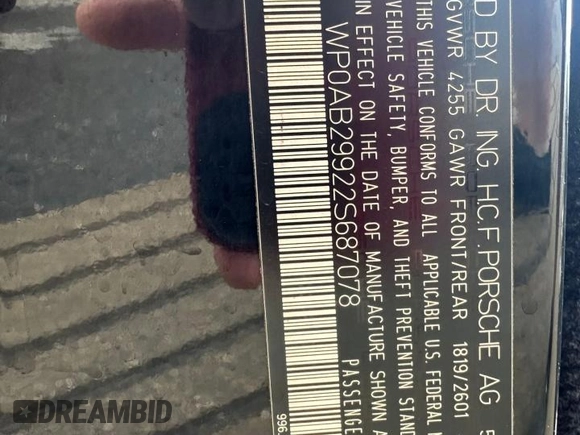 D BY DR. ING. H.C.F. PORSCHE AG
GVWR 4255 GAWR FRONT/REAR 1819/2601
THIS VEHICLE CONFORMS TO ALL APPLICABLE U.S. FEDERAL
VEHICLE SAFETY, BUMPER, AND THEFT PREVENTION STAND
IN EFFECT ON THE DATE OF MANUFACTURE SHOWN A
WP0AB29922S687078 PASSENGE
996.
DREAMBID